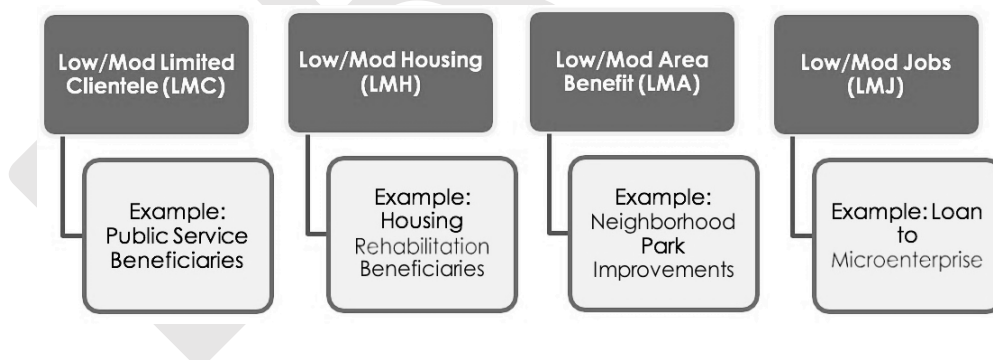 Low/Mod Limited
Clientele (LMC)
Example:
Public Service
Beneficiaries
Low/Mod Housing
(LMH)
Example:
Housing
Rehabilitation
Beneficiaries
Low/Mod Area
Benefit (LMA)
Example:
Neighborhood
Park
Improvements
Low/Mod Jobs
(LMJ)
Example: Loan
to
Microenterprise